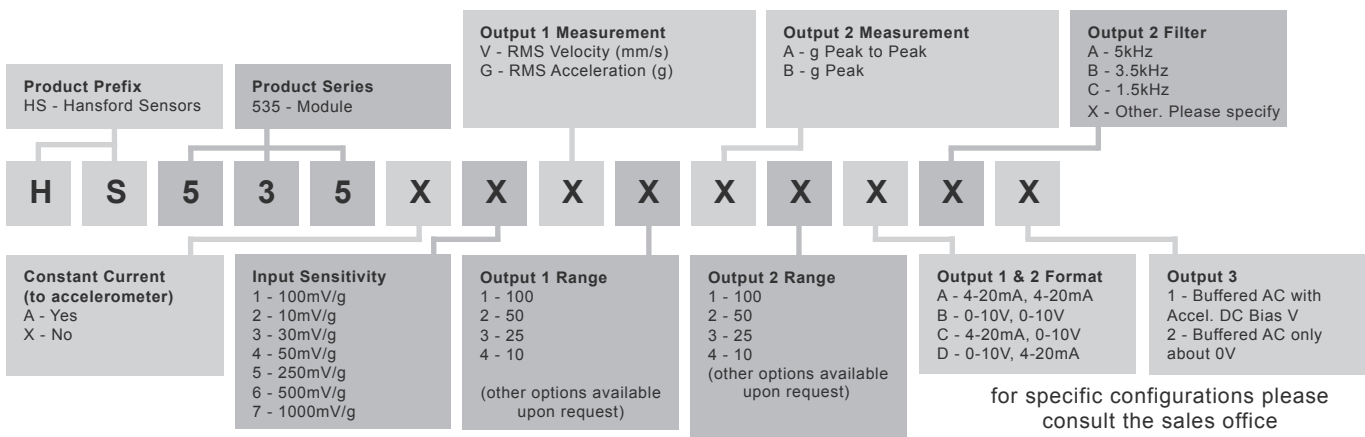 Output 1 Measurement
V - RMS Velocity (mm/s)
G - RMS Acceleration (g)
Output 2 Measurement
A - g Peak to Peak
B - g Peak
Output 2 Filter
A - 5kHz
B - 3.5kHz
C - 1.5kHz
X - Other. Please specify
Product Prefix
HS - Hansford Sensors
Product Series
535 - Module
H S 5 3 5 X X X X X X X X X
Constant Current
(to accelerometer)
A - Yes
X - No
Input Sensitivity
1 - 100mV/g
2 - 10mV/g
3 - 30mV/g
4 - 50mV/g
5 - 250mV/g
6 - 500mV/g
7 - 1000mV/g
Output 1 Range
1 - 100
2 - 50
3 - 25
4 - 10
(other options available
upon request)
Output 2 Range
1 - 100
2 - 50
3 - 25
4 - 10
(other options available
upon request)
Output 1 & 2 Format
A - 4-20mA, 4-20mA
B - 0-10V, 0-10V
C - 4-20mA, 0-10V
D - 0-10V, 4-20mA
Output 3
1 - Buffered AC with
Accel. DC Bias V
2 - Buffered AC only
about 0V
for specific configurations please
consult the sales office